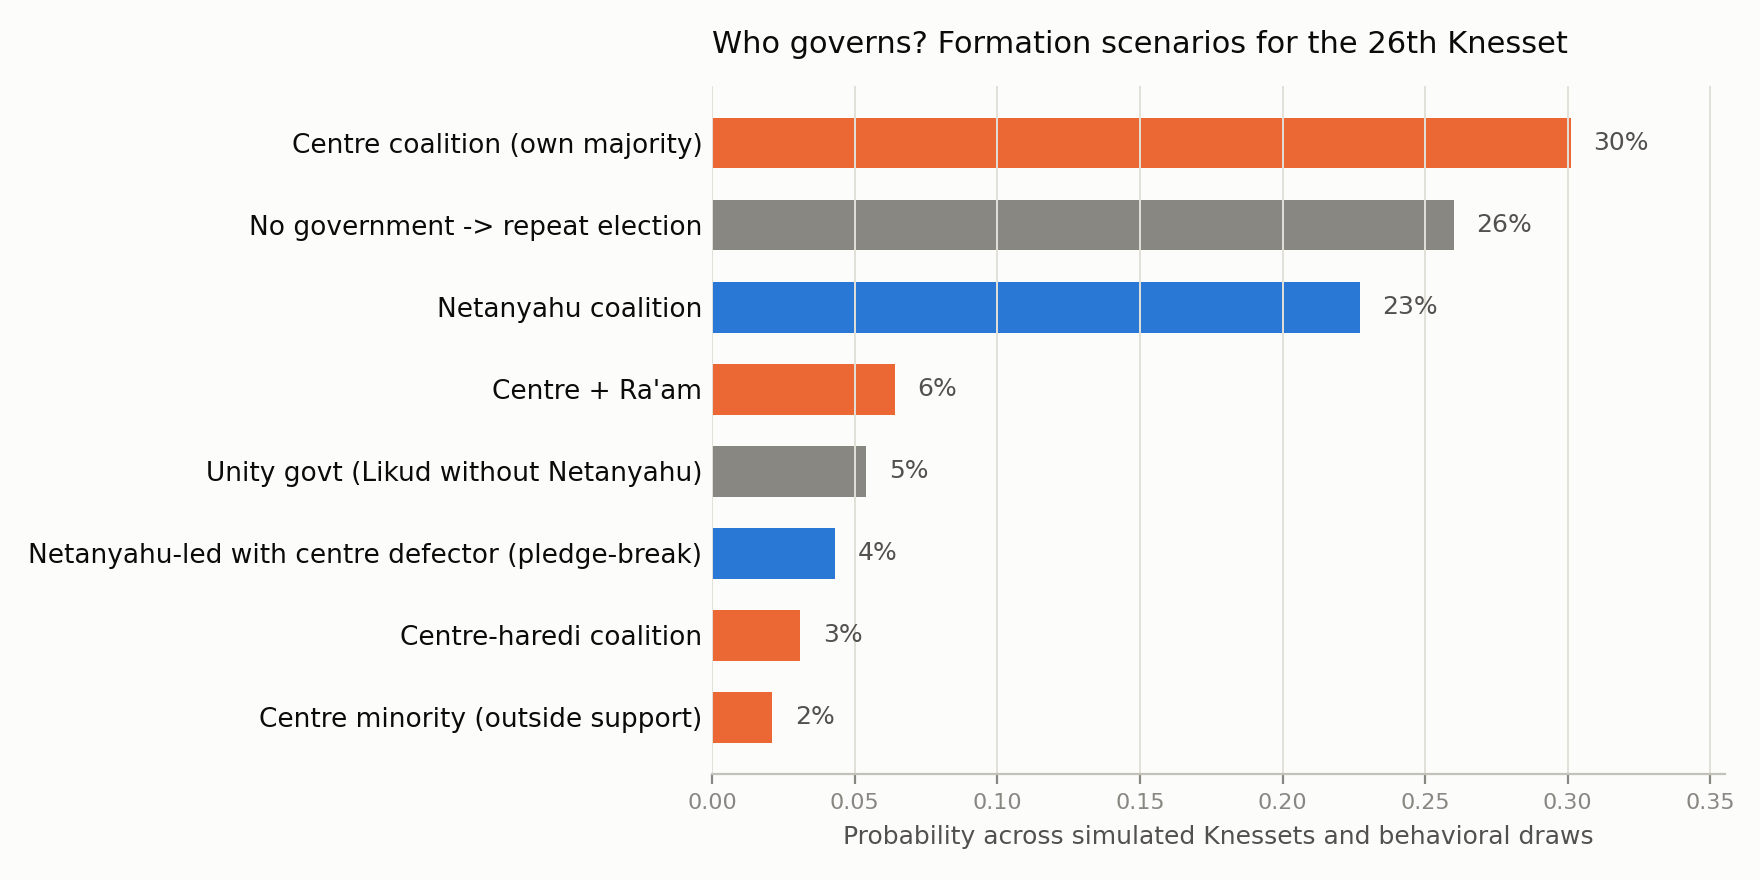 Who governs? Formation scenarios for the 26th Knesset
Centre coalition (own majority) 30%
No government -> repeat election 26%
Netanyahu coalition 23%
Centre + Ra'am 6%
Unity govt (Likud without Netanyahu) 5%
Netanyahu-led with centre defector (pledge-break) 4%
Centre-haredi coalition 3%
Centre minority (outside support) 2%
0.00 0.05 0.10 0.15 0.20 0.25 0.30 0.35
Probability across simulated Knessets and behavioral draws